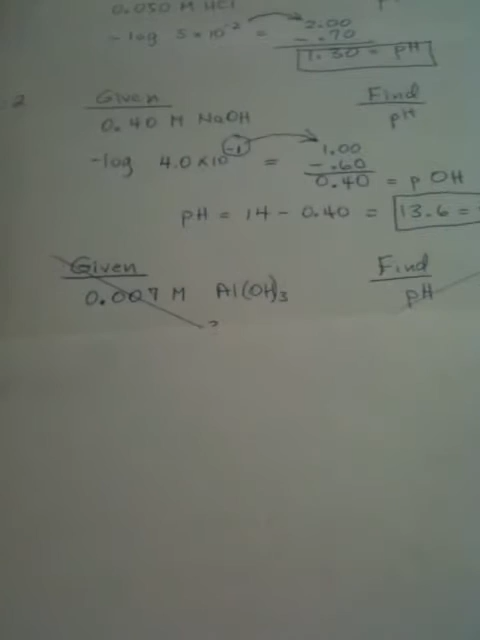 0.050 M HCl
-log 5×10⁻² = 2.00
-.70
1.30 = pH
2
Given Find
0.40 M NaOH pH
-log 4.0×10⁻¹ = 1.00
-.60
0.40 = pOH
pH = 14 - 0.40 = 13.6 =
Given Find
0.007 M Al(OH)₃ pH